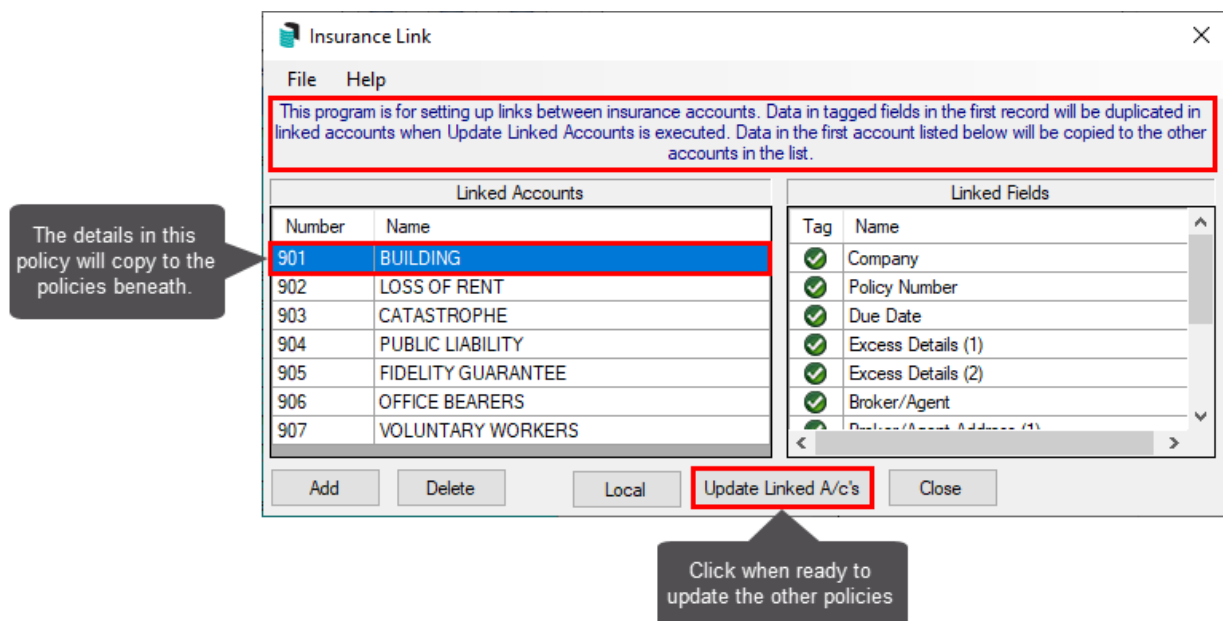 Insurance Link
File Help
This program is for setting up links between insurance accounts. Data in tagged fields in the first record will be duplicated in
linked accounts when Update Linked Accounts is executed. Data in the first account listed below will be copied to the other
accounts in the list.
Linked Accounts
Linked Fields
Number Name
Tag Name
The details in this
policy will copy to the
policies beneath.
901 BUILDING
902 LOSS OF RENT
903 CATASTROPHE
904 PUBLIC LIABILITY
905 FIDELITY GUARANTEE
906 OFFICE BEARERS
907 VOLUNTARY WORKERS
Company
Policy Number
Due Date
Excess Details (1)
Excess Details (2)
Broker/Agent
Broker/Agent Address (1)
Add Delete Local Update Linked A/c's Close
Click when ready to
update the other policies